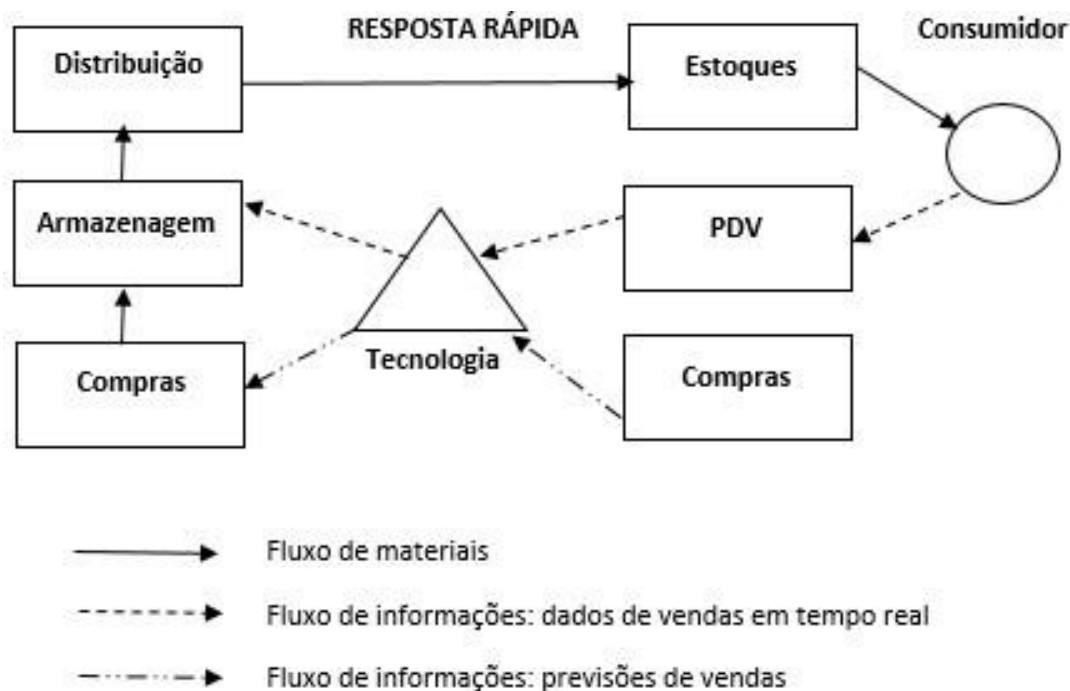 RESPOSTA RÁPIDA
Consumidor
Distribuição
Estoques
Armazenagem
PDV
Tecnologia
Compras
Compras
Fluxo de materiais
Fluxo de informações: dados de vendas em tempo real
Fluxo de informações: previsões de vendas